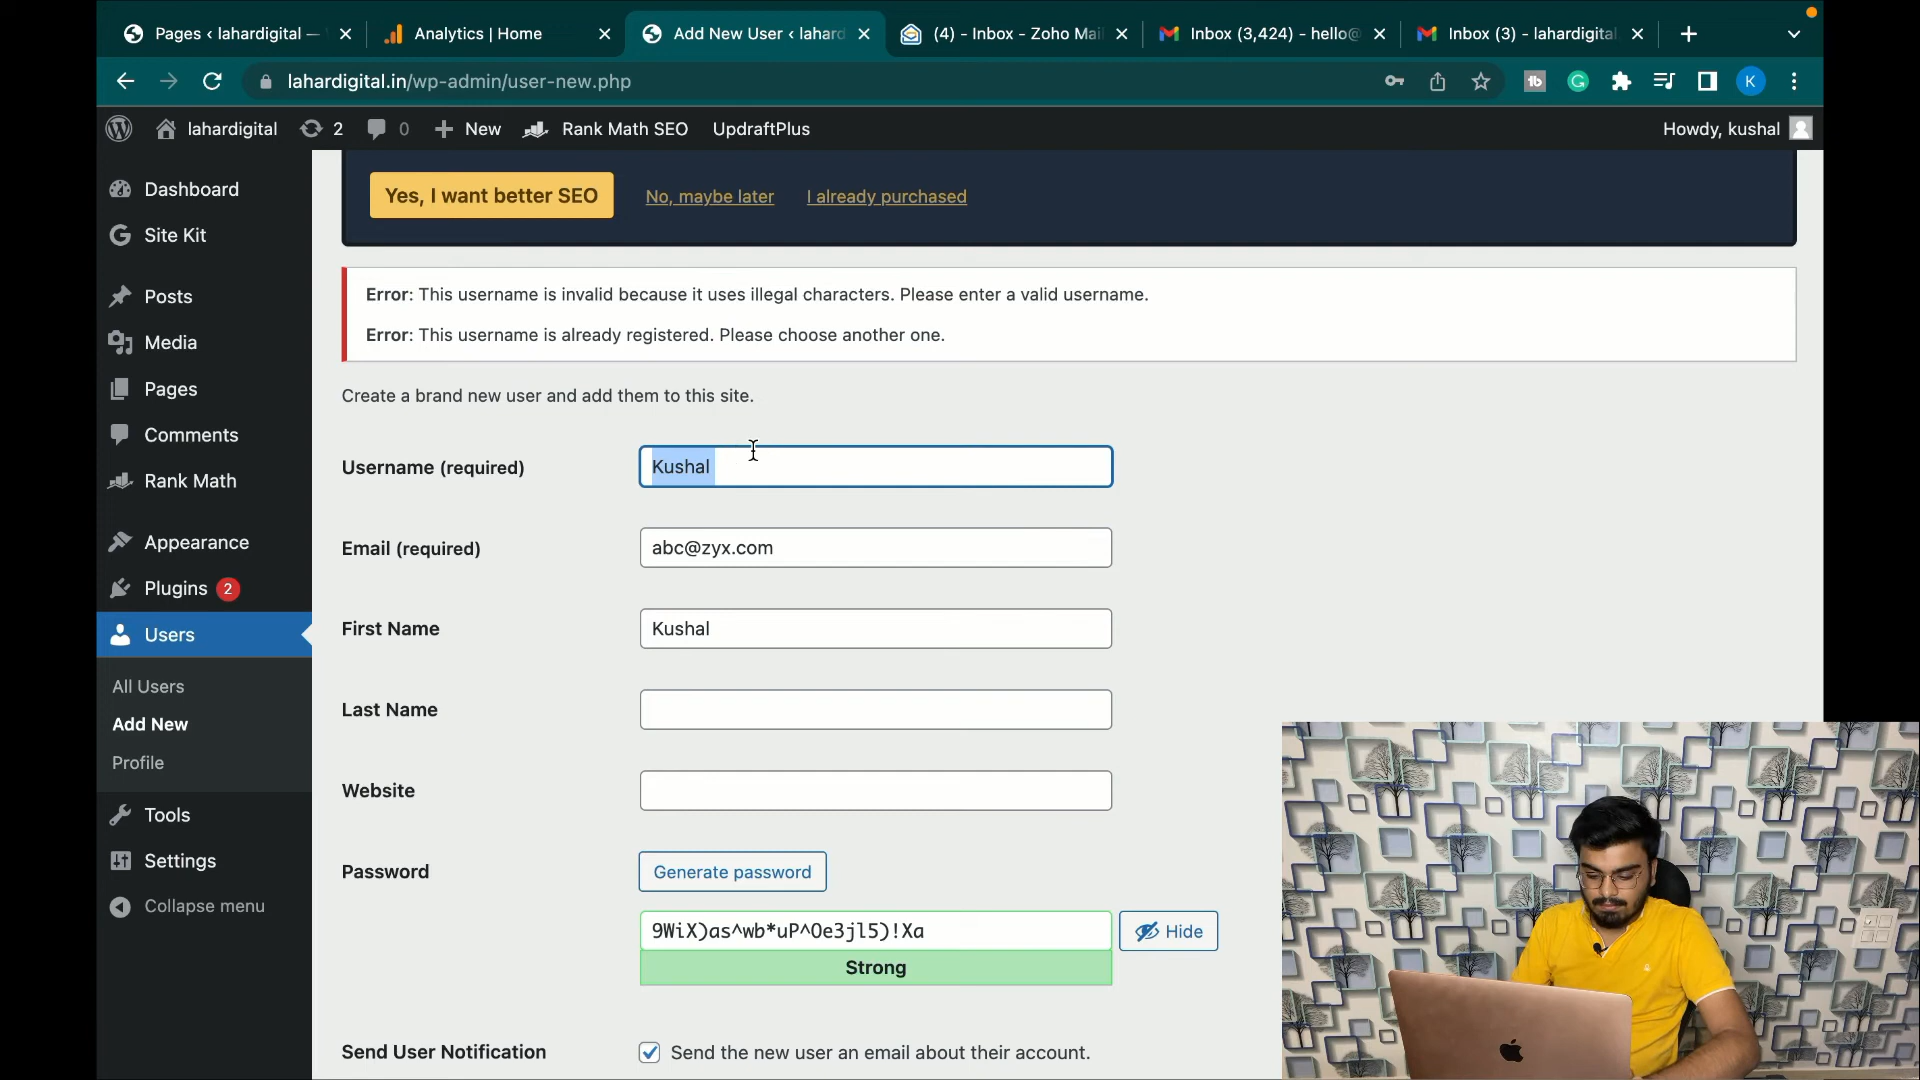 Pages ‹ lahardigital —
Analytics | Home
Add New User ‹ lahard
(4) - Inbox - Zoho Mail
Inbox (3,424) - hello@
Inbox (3) - lahardigital
lahardigital.in/wp-admin/user-new.php
K
lahardigital
2
0
New
Rank Math SEO
UpdraftPlus
Howdy, kushal
Dashboard
Site Kit
Posts
Media
Pages
Comments
Rank Math
Appearance
Plugins 2
Users
All Users
Add New
Profile
Tools
Settings
Collapse menu
Yes, I want better SEO
No, maybe later
I already purchased
Error: This username is invalid because it uses illegal characters. Please enter a valid username.
Error: This username is already registered. Please choose another one.
Create a brand new user and add them to this site.
Username (required)
Kushal
Email (required)
abc@zyx.com
First Name
Kushal
Last Name
Website
Password
Generate password
9WiX)as^wb*uP^Oe3jl5)!Xa
Hide
Strong
Send User Notification
Send the new user an email about their account.